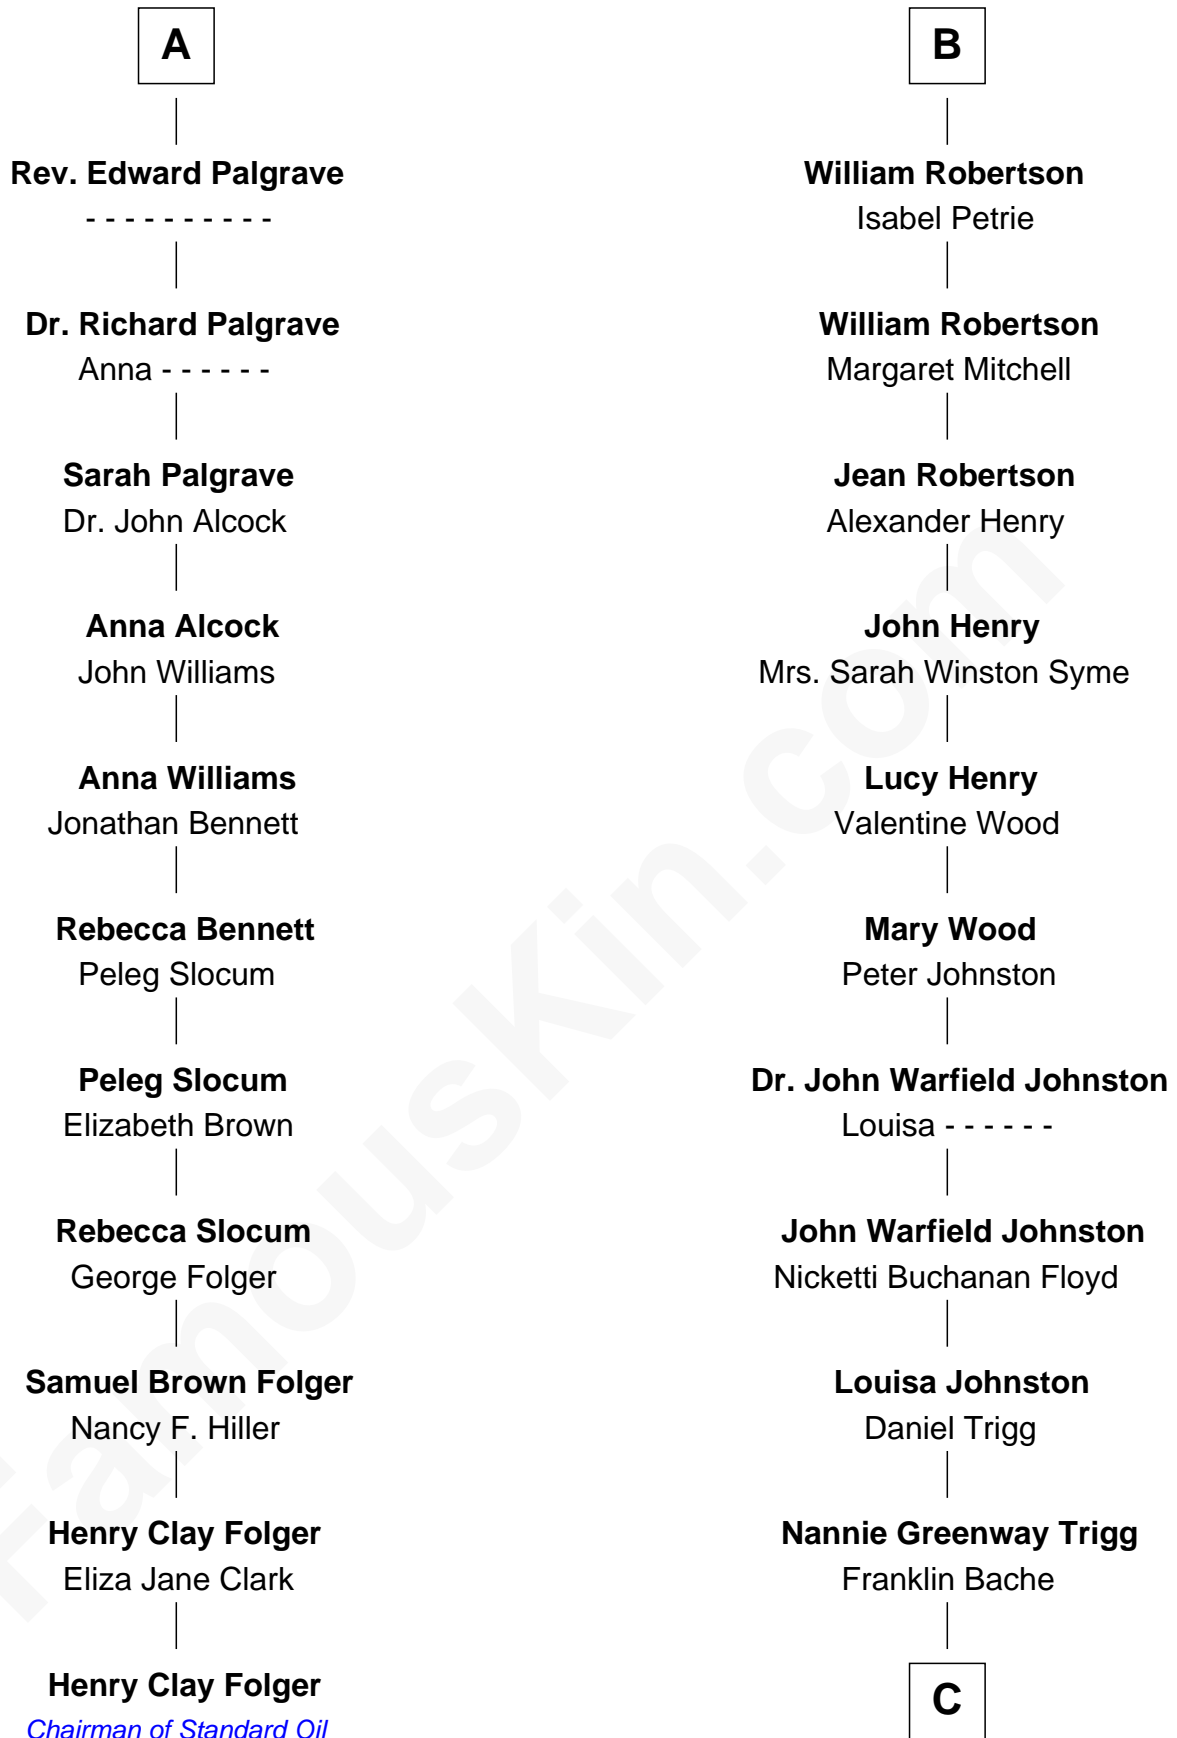 A
Rev. Edward Palgrave
- - - - - - - - - -
Dr. Richard Palgrave
Anna - - - - - -
Sarah Palgrave
Dr. John Alcock
Anna Alcock
John Williams
Anna Williams
Jonathan Bennett
Rebecca Bennett
Peleg Slocum
Peleg Slocum
Elizabeth Brown
Rebecca Slocum
George Folger
Samuel Brown Folger
Nancy F. Hiller
Henry Clay Folger
Eliza Jane Clark
Henry Clay Folger
Chairman of Standard Oil
B
William Robertson
Isabel Petrie
William Robertson
Margaret Mitchell
Jean Robertson
Alexander Henry
John Henry
Mrs. Sarah Winston Syme
Lucy Henry
Valentine Wood
Mary Wood
Peter Johnston
Dr. John Warfield Johnston
Louisa - - - - - -
John Warfield Johnston
Nicketti Buchanan Floyd
Louisa Johnston
Daniel Trigg
Nannie Greenway Trigg
Franklin Bache
C
FamousKin.com